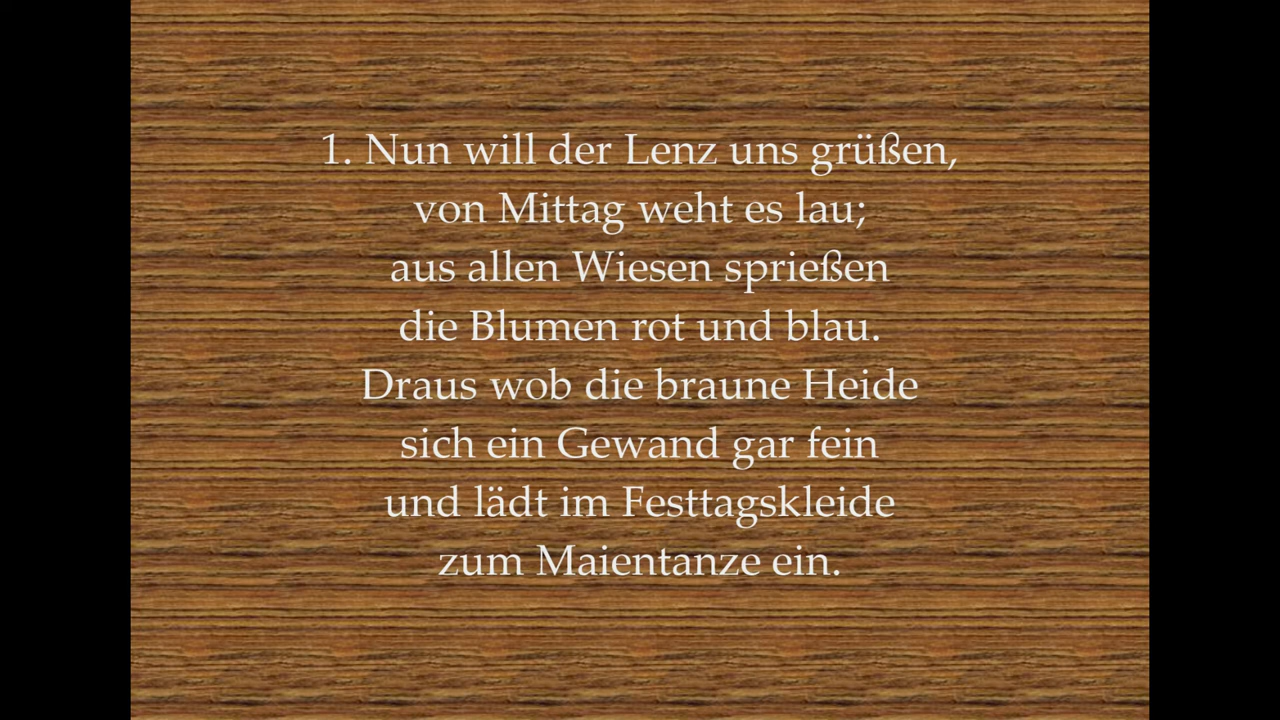 1. Nun will der Lenz uns grüßen,
von Mittag weht es lau;
aus allen Wiesen sprießen
die Blumen rot und blau.
Draus wob die braune Heide
sich ein Gewand gar fein
und lädt im Festtagskleide
zum Maientanze ein.